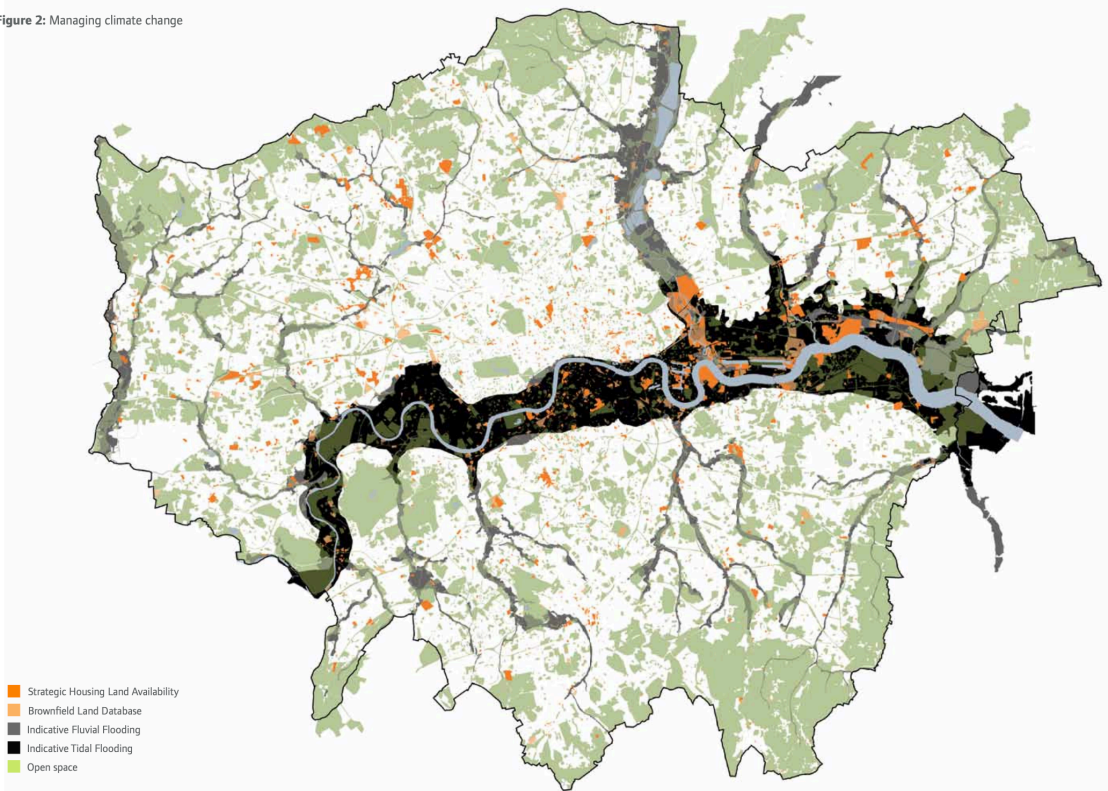 Figure 2: Managing climate change
Strategic Housing Land Availability
Brownfield Land Database
Indicative Fluvial Flooding
Indicative Tidal Flooding
Open space